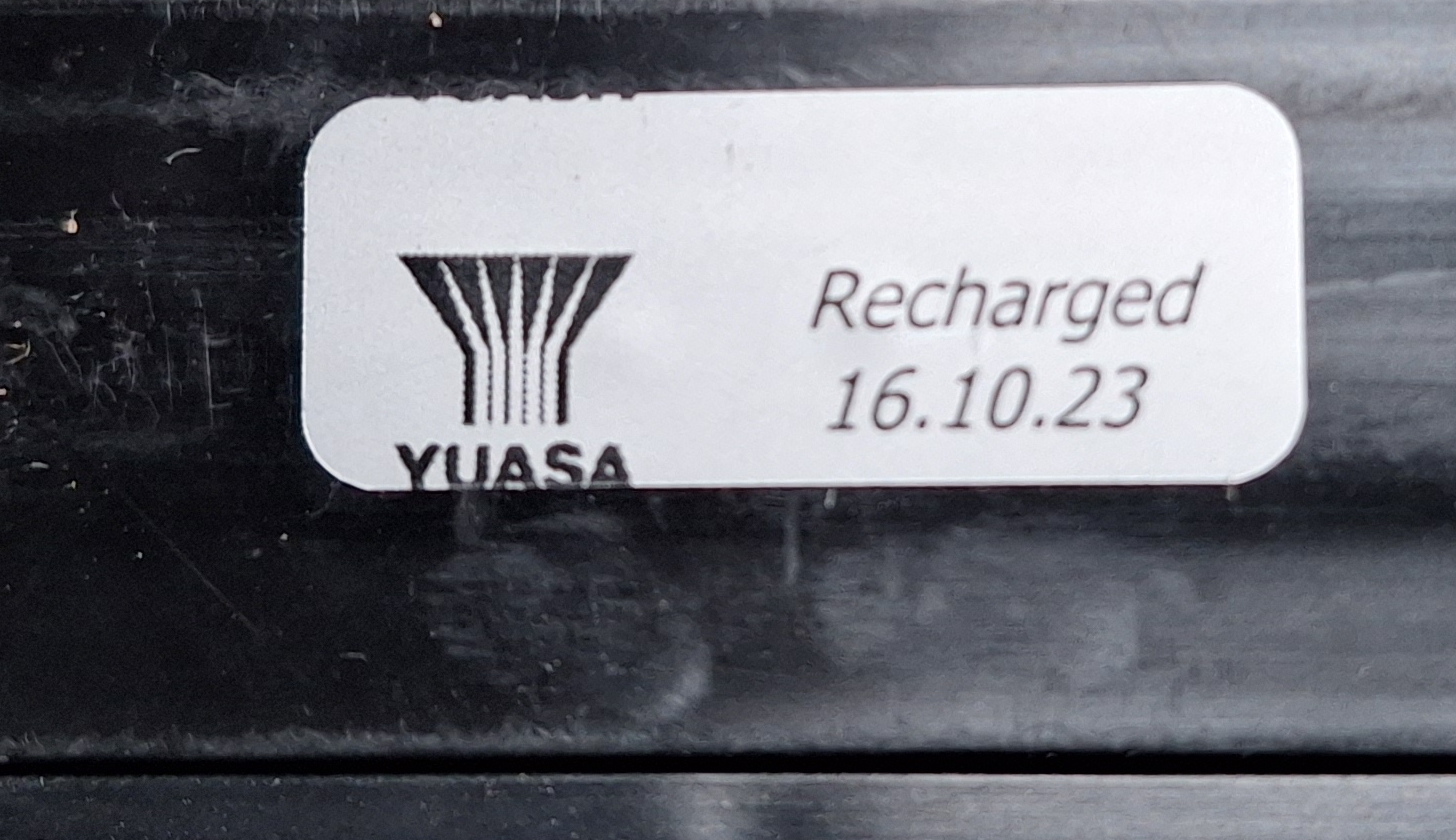 YUASA
Recharged
16.10.23